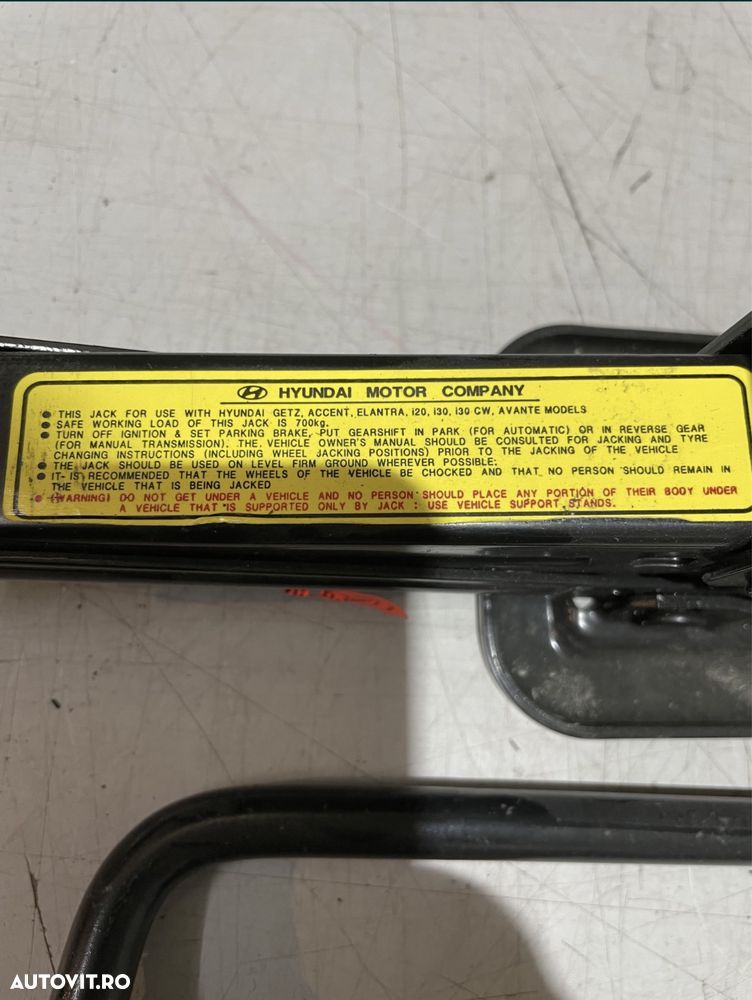 HYUNDAI MOTOR COMPANY
● THIS JACK FOR USE WITH HYUNDAI GETZ, ACCENT, ELANTRA, i20, i30, i30 CW, AVANTE MODELS
● SAFE WORKING LOAD OF THIS JACK IS 700kg.
● TURN OFF IGNITION & SET PARKING BRAKE, PUT GEARSHIFT IN PARK (FOR AUTOMATIC) OR IN REVERSE GEAR
(FOR MANUAL TRANSMISSION). THE VEHICLE OWNER'S MANUAL SHOULD BE CONSULTED FOR JACKING AND TYRE
CHANGING INSTRUCTIONS (INCLUDING WHEEL JACKING POSITIONS) PRIOR TO THE JACKING OF THE VEHICLE
● THE JACK SHOULD BE USED ON LEVEL FIRM GROUND WHEREVER POSSIBLE;
● IT IS RECOMMENDED THAT THE WHEELS OF THE VEHICLE BE CHOCKED AND THAT NO PERSON SHOULD REMAIN IN
THE VEHICLE THAT IS BEING JACKED
● (WARNING) DO NOT GET UNDER A VEHICLE AND NO PERSON SHOULD PLACE ANY PORTION OF THEIR BODY UNDER
A VEHICLE THAT IS SUPPORTED ONLY BY JACK : USE VEHICLE SUPPORT STANDS.
AUTOVIT.RO